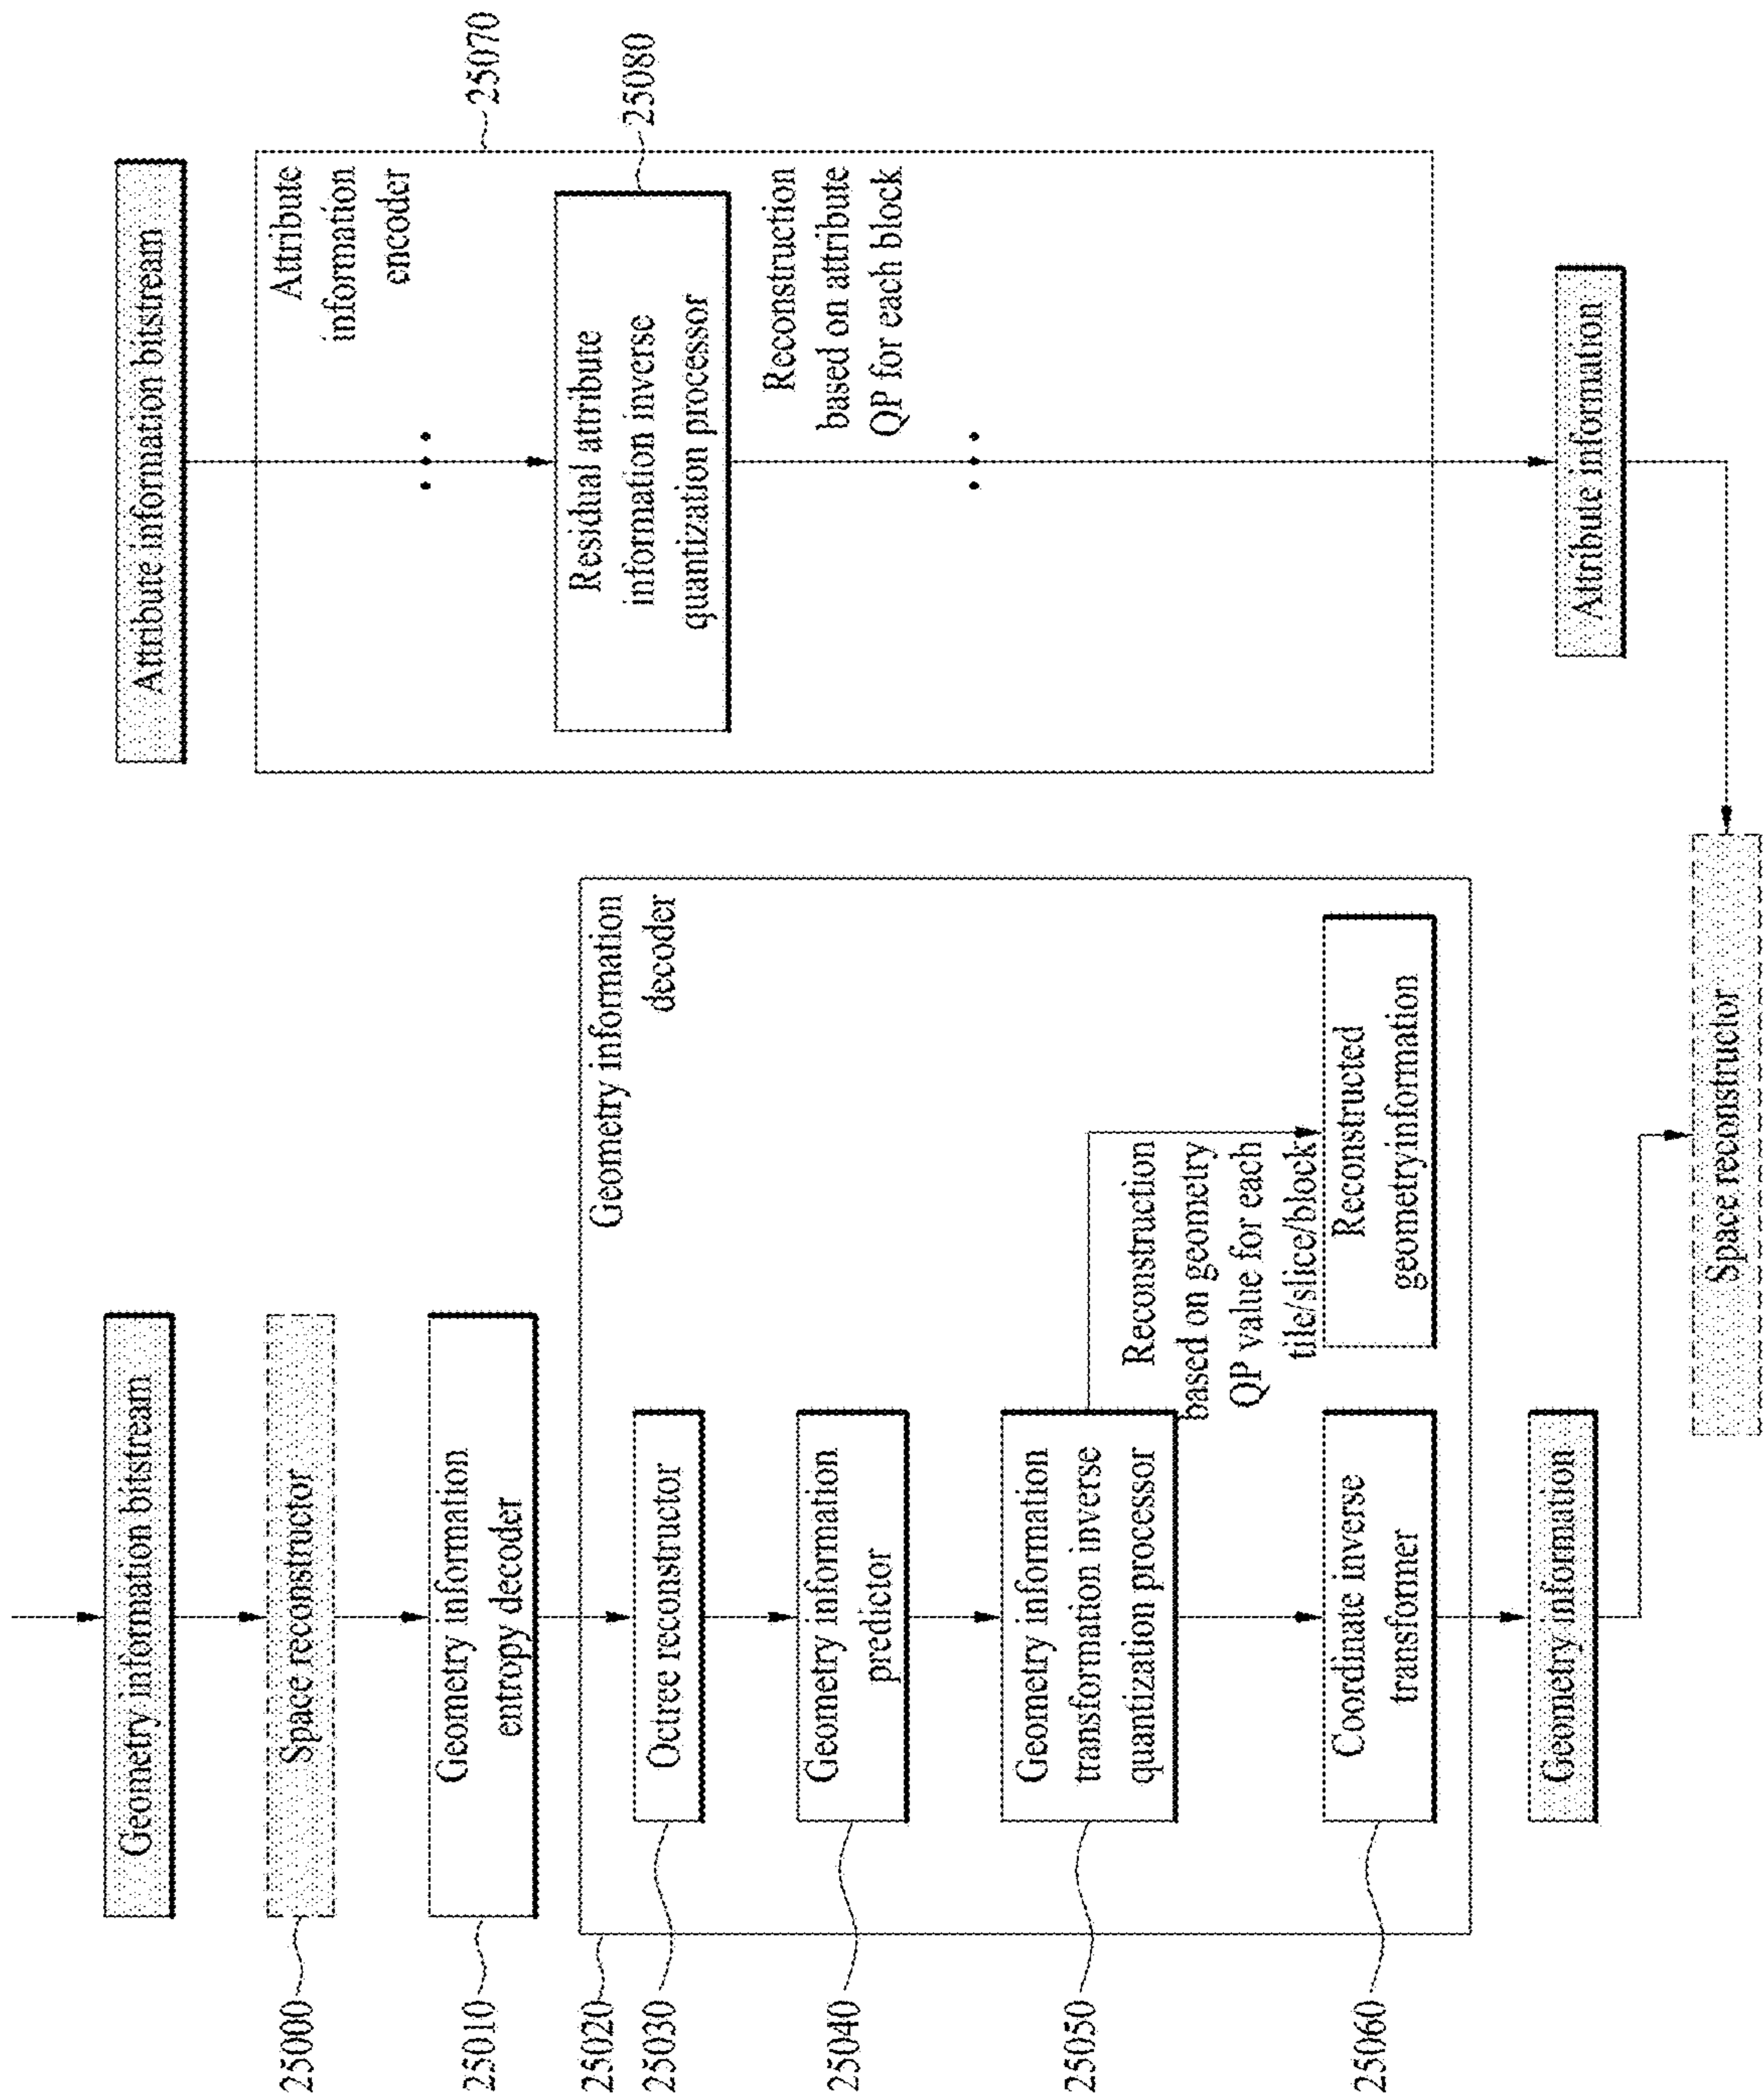 Geometry information bitstream
25000
Space reconstructor
25010
Geometry information
entropy decoder
25020
Geometry information
decoder
25030
Octree reconstructor
25040
Geometry information
predictor
25050
Geometry information
transformation inverse
quantization processor
Reconstruction
based on geometry
QP value for each
tile/slice/block
Reconstructed
geometryinformation
25060
Coordinate inverse
transformer
Geometry information
Attribute information bitstream
25070
Attribute
information
encoder
25080
Residual attribute
information inverse
quantization processor
Reconstruction
based on attribute
QP for each block
Attribute information
Space reconstructor